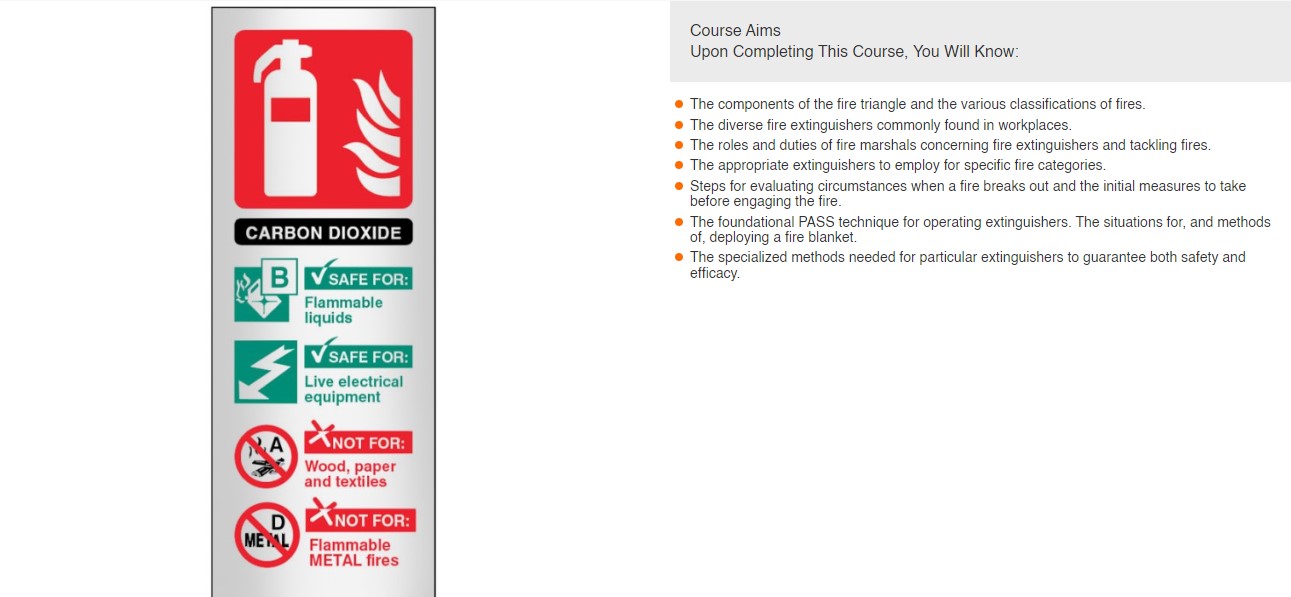 CARBON DIOXIDE
B
SAFE FOR:
Flammable
liquids
SAFE FOR:
Live electrical
equipment
A
NOT FOR:
Wood, paper
and textiles
D
METAL
NOT FOR:
Flammable
METAL fires
Course Aims
Upon Completing This Course, You Will Know:
The components of the fire triangle and the various classifications of fires.
The diverse fire extinguishers commonly found in workplaces.
The roles and duties of fire marshals concerning fire extinguishers and tackling fires.
The appropriate extinguishers to employ for specific fire categories.
Steps for evaluating circumstances when a fire breaks out and the initial measures to take
before engaging the fire.
The foundational PASS technique for operating extinguishers. The situations for, and methods
of, deploying a fire blanket.
The specialized methods needed for particular extinguishers to guarantee both safety and
efficacy.